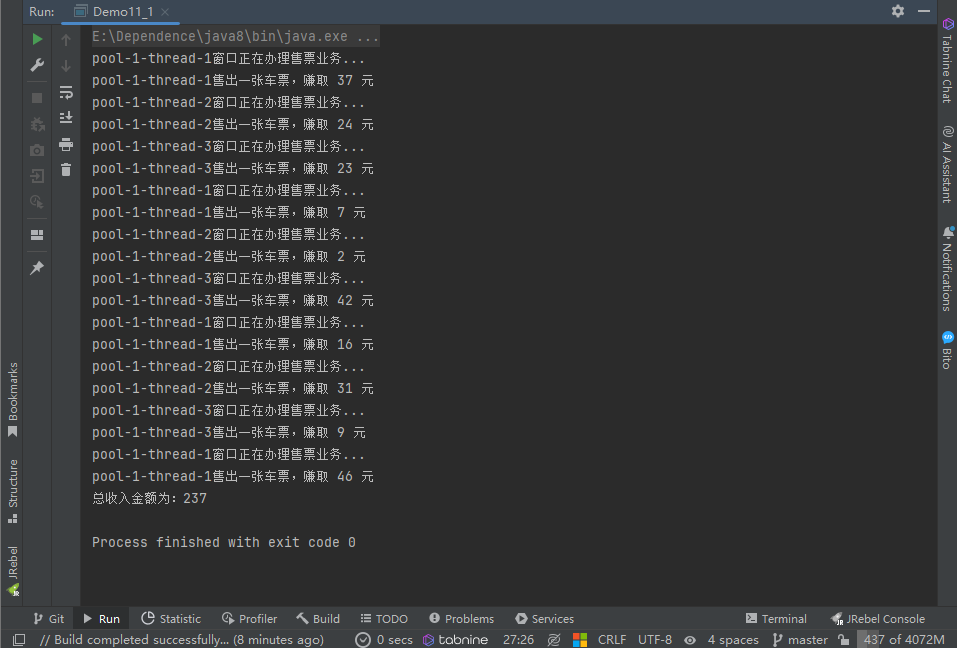 Run: Demo11_1
E:\Dependence\java8\bin\java.exe ...
pool-1-thread-1窗口正在办理售票业务...
pool-1-thread-1售出一张车票，赚取 37 元
pool-1-thread-2窗口正在办理售票业务...
pool-1-thread-2售出一张车票，赚取 24 元
pool-1-thread-3窗口正在办理售票业务...
pool-1-thread-3售出一张车票，赚取 23 元
pool-1-thread-1窗口正在办理售票业务...
pool-1-thread-1售出一张车票，赚取 7 元
pool-1-thread-2窗口正在办理售票业务...
pool-1-thread-2售出一张车票，赚取 2 元
pool-1-thread-3窗口正在办理售票业务...
pool-1-thread-3售出一张车票，赚取 42 元
pool-1-thread-1窗口正在办理售票业务...
pool-1-thread-1售出一张车票，赚取 16 元
pool-1-thread-2窗口正在办理售票业务...
pool-1-thread-2售出一张车票，赚取 31 元
pool-1-thread-3窗口正在办理售票业务...
pool-1-thread-3售出一张车票，赚取 9 元
pool-1-thread-1窗口正在办理售票业务...
pool-1-thread-1售出一张车票，赚取 46 元
总收入金额为：237
Process finished with exit code 0
Bookmarks
Structure
JRebel
Tabnine Chat
AI Assistant
Notifications
Bito
Git Run Statistic Profiler Build TODO Problems Services Terminal JRebel Console
// Build completed successfully... (8 minutes ago) 0 secs tabnine 27:26 CRLF UTF-8 4 spaces master 437 of 4072M